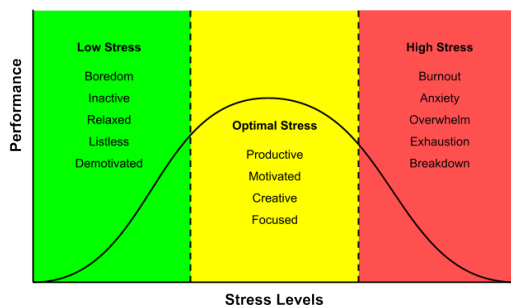 Performance
Low Stress
Boredom
Inactive
Relaxed
Listless
Demotivated
Optimal Stress
Productive
Motivated
Creative
Focused
High Stress
Burnout
Anxiety
Overwhelm
Exhaustion
Breakdown
Stress Levels